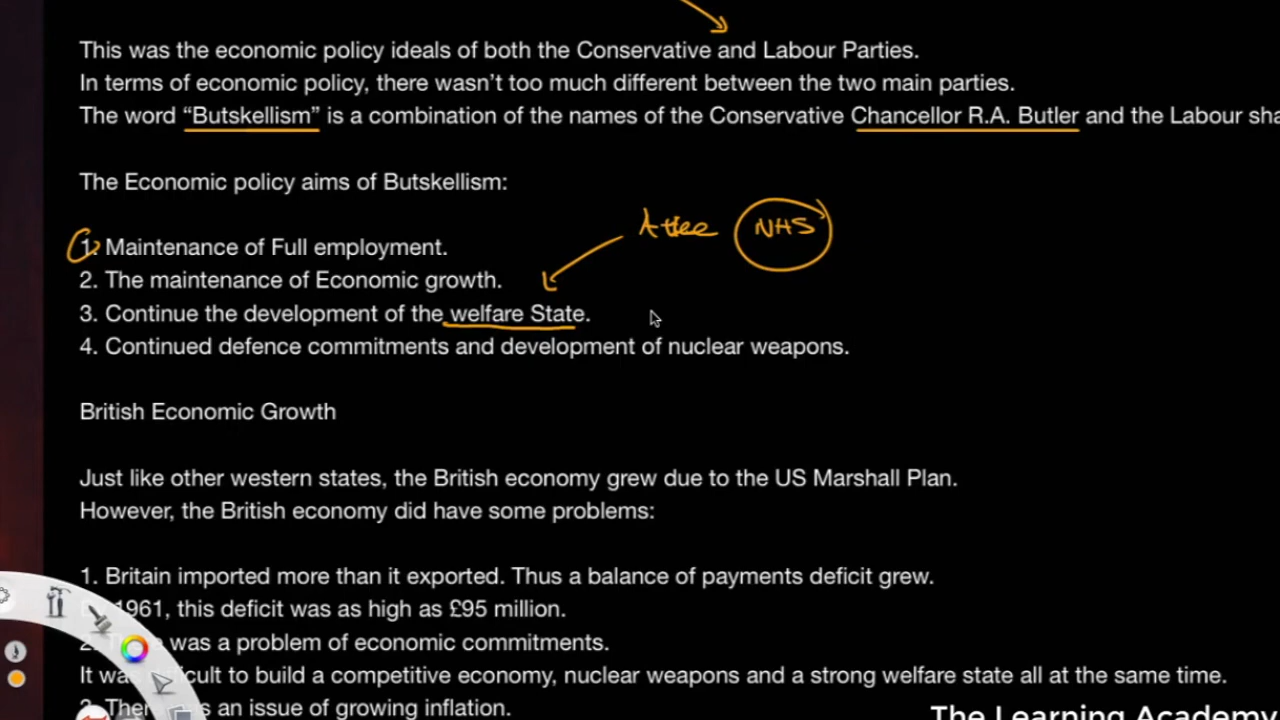 This was the economic policy ideals of both the Conservative and Labour Parties.
In terms of economic policy, there wasn't too much different between the two main parties.
The word “Butskellism” is a combination of the names of the Conservative Chancellor R.A. Butler and the Labour sha
The Economic policy aims of Butskellism:
Attlee NHS
1. Maintenance of Full employment.
2. The maintenance of Economic growth.
3. Continue the development of the welfare State.
4. Continued defence commitments and development of nuclear weapons.
British Economic Growth
Just like other western states, the British economy grew due to the US Marshall Plan.
However, the British economy did have some problems:
1. Britain imported more than it exported. Thus a balance of payments deficit grew.
1961, this deficit was as high as £95 million.
was a problem of economic commitments.
It was difficult to build a competitive economy, nuclear weapons and a strong welfare state all at the same time.
an issue of growing inflation.
The Learning Academy